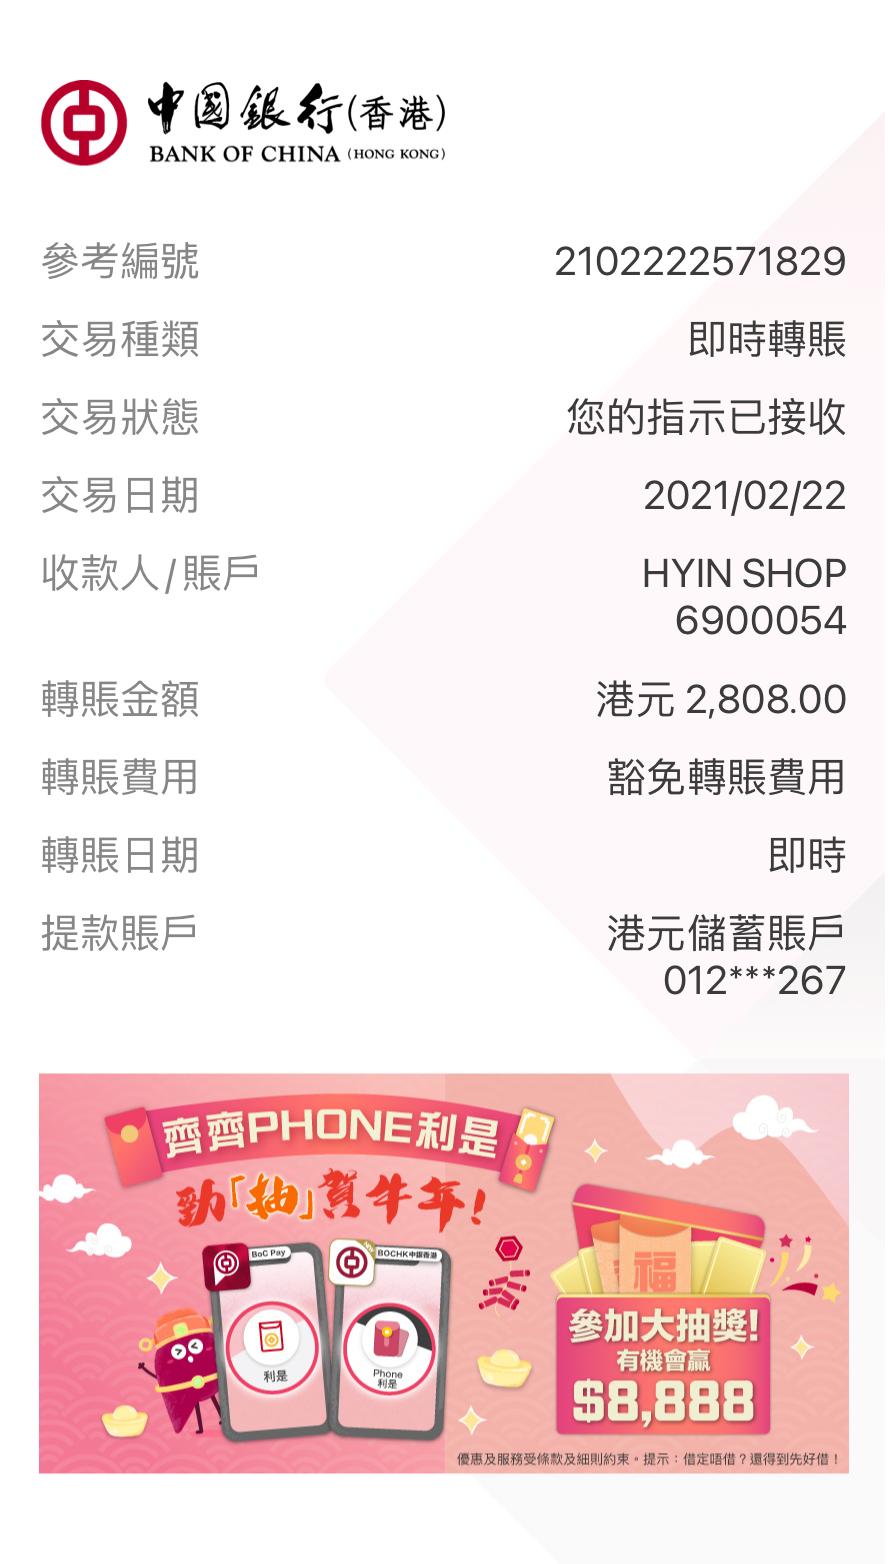 中國銀行(香港)
BANK OF CHINA (HONG KONG)
參考編號 2102222571829
交易種類 即時轉賬
交易狀態 您的指示已接收
交易日期 2021/02/22
收款人/賬戶 HYIN SHOP
6900054
轉賬金額 港元 2,808.00
轉賬費用 豁免轉賬費用
轉賬日期 即時
提款賬戶 港元儲蓄賬戶
012***267
齊齊PHONE利是
勁「抽」賀牛年!
BoC Pay
NEW
BOCHK中銀香港
利是
Phone
利是
福
參加大抽獎!
有機會贏
$8,888
優惠及服務受條款及細則約束。提示:借定唔借?還得到先好借!